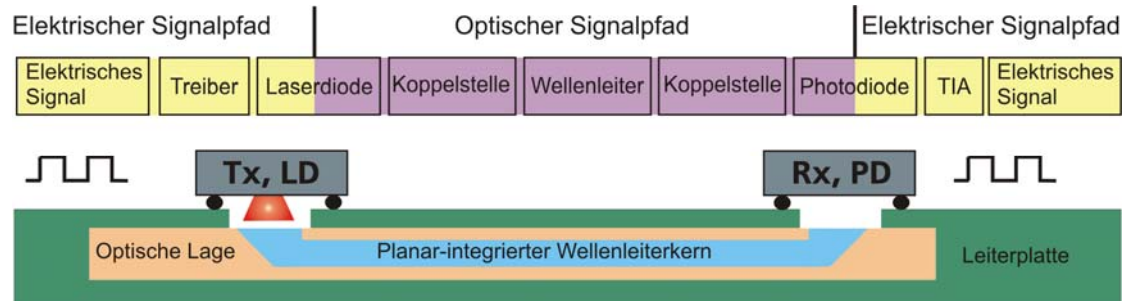 Elektrischer Signalpfad
Optischer Signalpfad
Elektrischer Signalpfad
Elektrisches
Signal
Treiber
Laserdiode
Koppelstelle
Wellenleiter
Koppelstelle
Photodiode
TIA
Elektrisches
Signal
Tx, LD
Rx, PD
Optische Lage
Planar-integrierter Wellenleiterkern
Leiterplatte